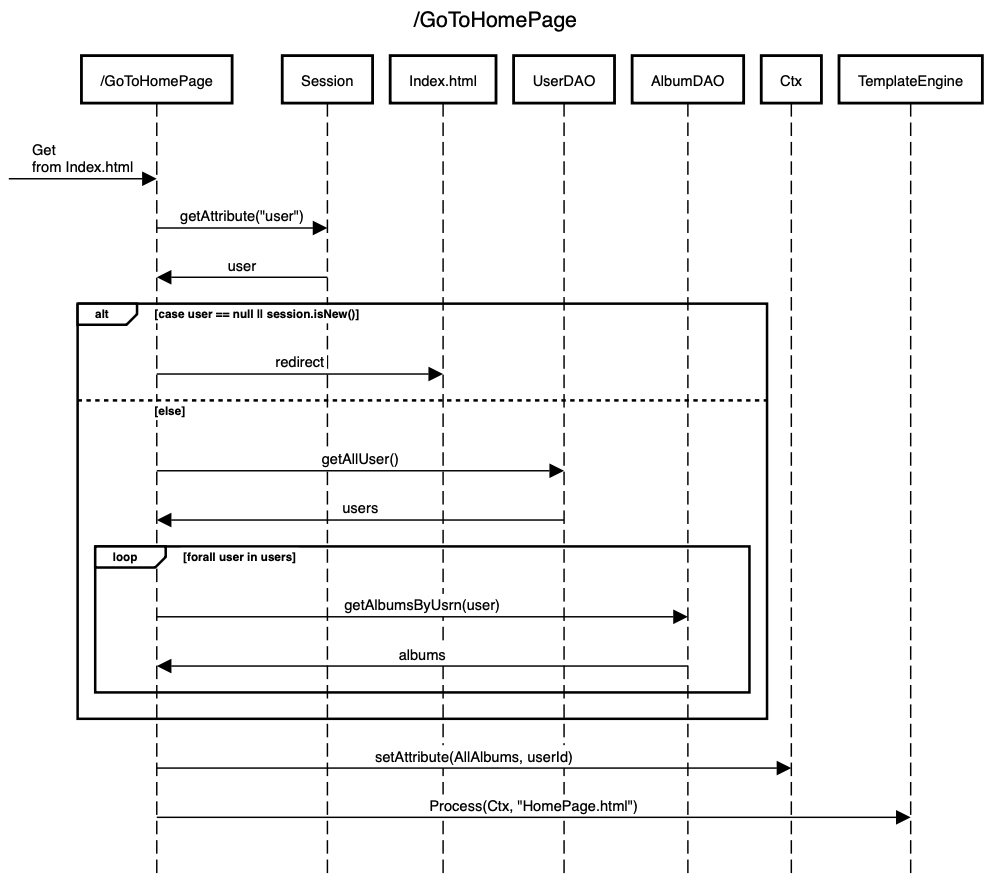 /GoToHomePage
/GoToHomePage
Session
Index.html
UserDAO
AlbumDAO
Ctx
TemplateEngine
Get
from Index.html
getAttribute("user")
user
alt
[case user == null || session.isNew()]
redirect
[else]
getAllUser()
users
loop
[forall user in users]
getAlbumsByUsrn(user)
albums
setAttribute(AllAlbums, userId)
Process(Ctx, "HomePage.html")